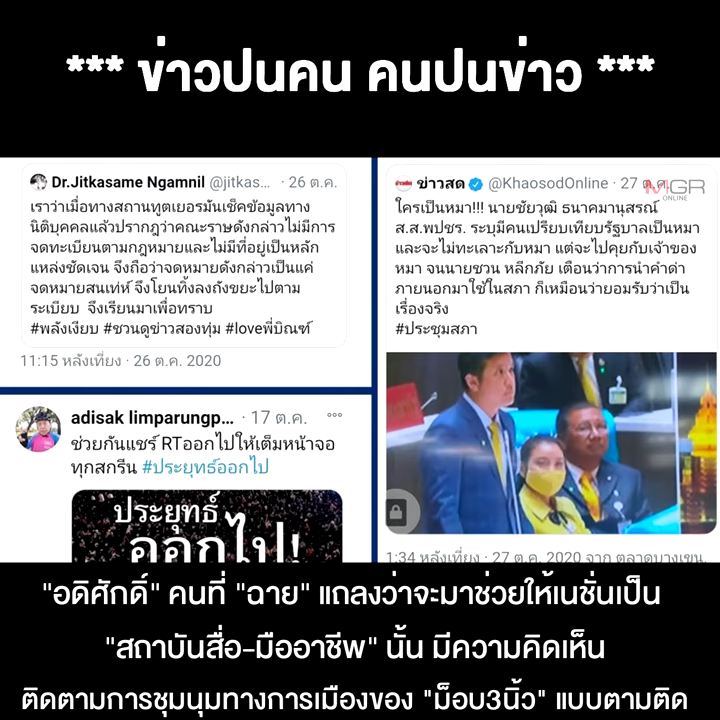 *** ข่าวปนคน คนปนข่าว ***
Dr.Jitkasame Ngamnil @jitkas... · 26 ต.ค.
เราว่าเมื่อทางสถานทูตเยอรมันเช็คข้อมูลทาง
นิติบุคคลแล้วปรากฎว่าคณะราษดังกล่าวไม่มีการ
จดทะเบียนตามกฎหมายและไม่มีที่อยู่เป็นหลัก
แหล่งชัดเจน จึงถือว่าจดหมายดังกล่าวเป็นแค่
จดหมายสนเท่ห์ จึงโยนทิ้งลงถังขยะไปตาม
ระเบียบ จึงเรียนมาเพื่อทราบ
#พลังเงียบ #ชวนดูข่าวสองทุ่ม #loveพี่บิณฑ์
11:15 หลังเที่ยง · 26 ต.ค. 2020
adisak limparungp... · 17 ต.ค.
ช่วยกันแชร์ RTออกไปให้เต็มหน้าจอ
ทุกสกรีน #ประยุทธ์ออกไป
ประยุทธ์
ออกไป!
ข่าวสด @KhaosodOnline · 27 ต.ค.
MGR
ONLINE
ใครเป็นหมา!!! นายชัยวุฒิ ธนาคมานุสรณ์
ส.ส.พปชร. ระบุมีคนเปรียบเทียบรัฐบาลเป็นหมา
และจะไม่ทะเลาะกับหมา แต่จะไปคุยกับเจ้าของ
หมา จนนายชวน หลีกภัย เตือนว่าการนำคำด่า
ภายนอกมาใช้ในสภา ก็เหมือนว่ายอมรับว่าเป็น
เรื่องจริง
#ประชุมสภา
1:34 หลังเที่ยง · 27 ต.ค. 2020 จาก ตลาดบางเขน,
"อดิศักดิ์" คนที่ "ฉาย" แถลงว่าจะมาช่วยให้เนชั่นเป็น
"สถาบันสื่อ-มืออาชีพ" นั้น มีความคิดเห็น
ติดตามการชุมนุมทางการเมืองของ "ม็อบ3นิ้ว" แบบตามติด